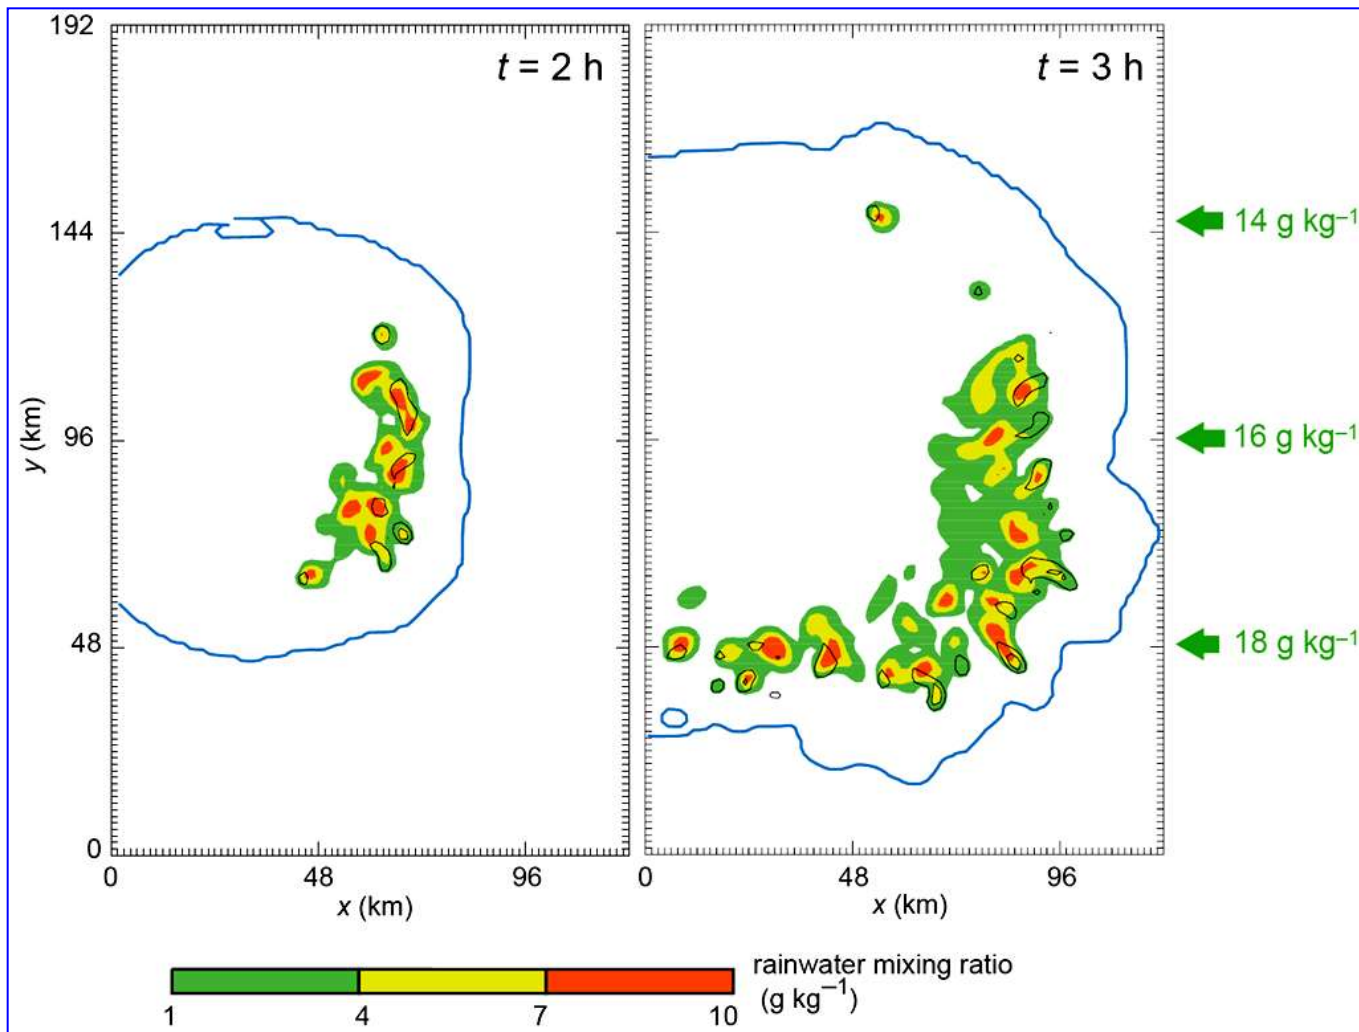 192
t = 2 h
t = 3 h
144
14 g kg⁻¹
y (km)
96
16 g kg⁻¹
48
18 g kg⁻¹
0
0 48 96
0 48 96
x (km)
x (km)
rainwater mixing ratio
(g kg⁻¹)
1 4 7 10